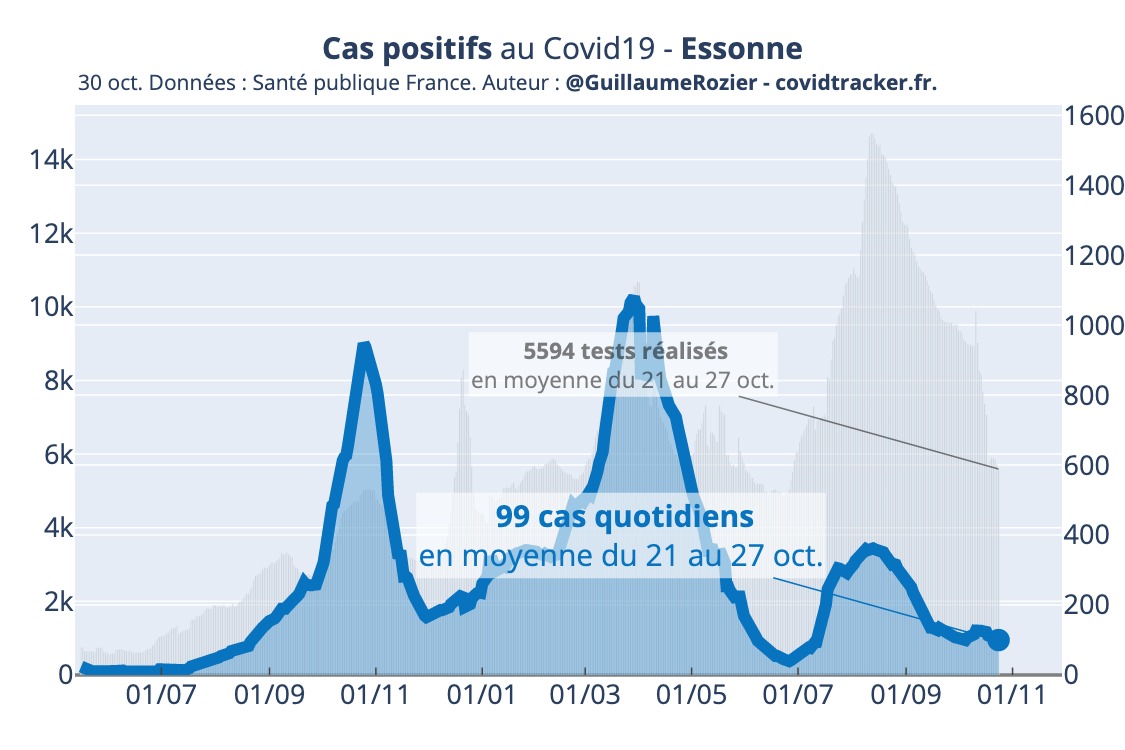 Cas positifs au Covid19 - Essonne
30 oct. Données : Santé publique France. Auteur : @GuillaumeRozier - covidtracker.fr.
14k
12k
10k
8k
6k
4k
2k
0
1600
1400
1200
1000
800
600
400
200
0
5594 tests réalisés
en moyenne du 21 au 27 oct.
99 cas quotidiens
en moyenne du 21 au 27 oct.
01/07 01/09 01/11 01/01 01/03 01/05 01/07 01/09 01/11